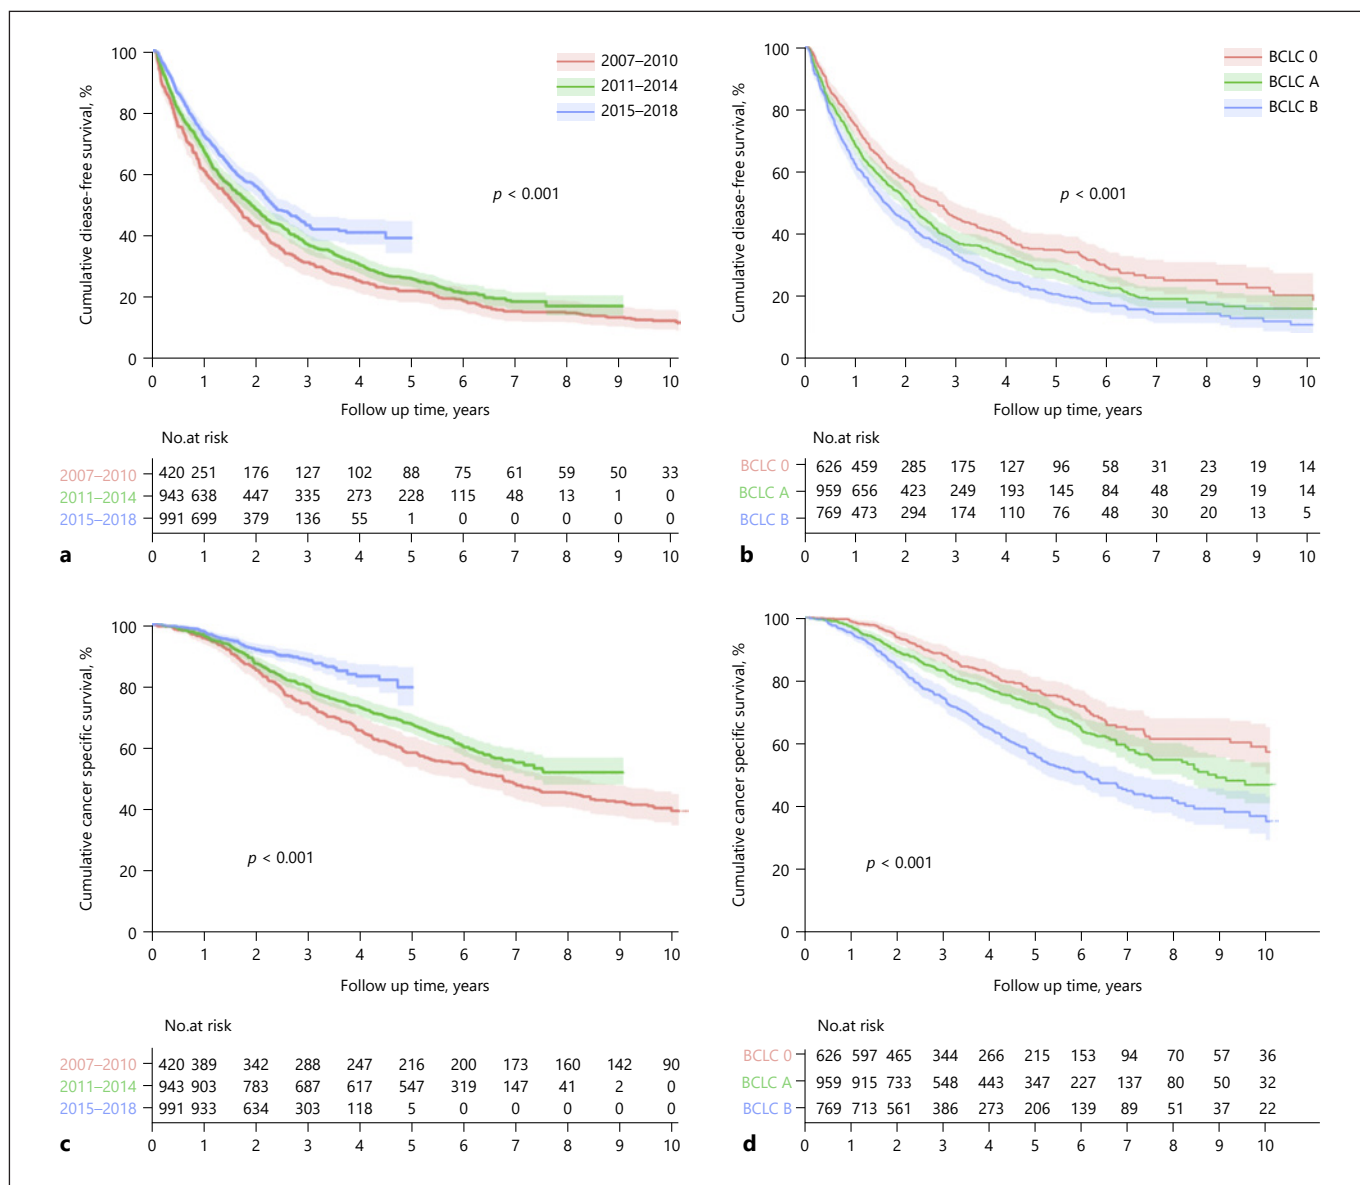 100
80
60
40
20
0
Cumulative diease-free survival, %
2007–2010
2011–2014
2015–2018
p < 0.001
0 1 2 3 4 5 6 7 8 9 10
Follow up time, years
No.at risk
2007–2010 420 251 176 127 102 88 75 61 59 50 33
2011–2014 943 638 447 335 273 228 115 48 13 1 0
2015–2018 991 699 379 136 55 1 0 0 0 0 0
0 1 2 3 4 5 6 7 8 9 10
a
100
80
60
40
20
0
Cumulative diease-free survival, %
BCLC 0
BCLC A
BCLC B
p < 0.001
0 1 2 3 4 5 6 7 8 9 10
Follow up time, years
No.at risk
BCLC 0 626 459 285 175 127 96 58 31 23 19 14
BCLC A 959 656 423 249 193 145 84 48 29 19 14
BCLC B 769 473 294 174 110 76 48 30 20 13 5
0 1 2 3 4 5 6 7 8 9 10
b
100
80
60
40
20
0
Cumulative cancer specific survival, %
p < 0.001
0 1 2 3 4 5 6 7 8 9 10
Follow up time, years
No.at risk
2007–2010 420 389 342 288 247 216 200 173 160 142 90
2011–2014 943 903 783 687 617 547 319 147 41 2 0
2015–2018 991 933 634 303 118 5 0 0 0 0 0
0 1 2 3 4 5 6 7 8 9 10
c
100
80
60
40
20
0
Cumulative cancer specific survival, %
p < 0.001
0 1 2 3 4 5 6 7 8 9 10
Follow up time, years
No.at risk
BCLC 0 626 597 465 344 266 215 153 94 70 57 36
BCLC A 959 915 733 548 443 347 227 137 80 50 32
BCLC B 769 713 561 386 273 206 139 89 51 37 22
0 1 2 3 4 5 6 7 8 9 10
d